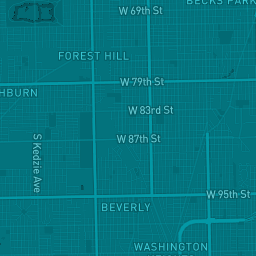 W 69th St
BECKS PARK
FOREST HILL
W 79th St
HBURN
W 83rd St
W 87th St
S Kedzie Ave
W 95th St
BEVERLY
WASHINGTON